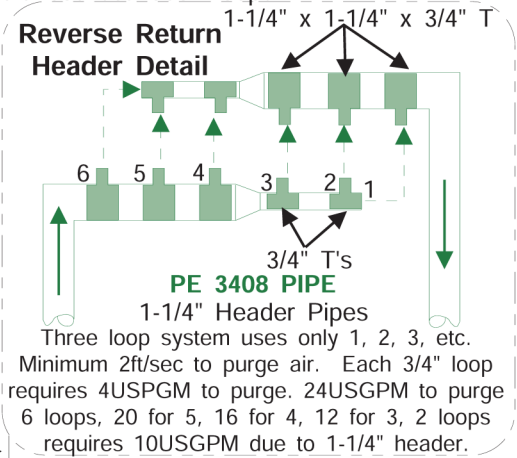 1-1/4" x 1-1/4" x 3/4" T
Reverse Return
Header Detail
6 5 4 3 2 1
3/4" T's
PE 3408 PIPE
1-1/4" Header Pipes
Three loop system uses only 1, 2, 3, etc.
Minimum 2ft/sec to purge air. Each 3/4" loop
requires 4USPGM to purge. 24USGPM to purge
6 loops, 20 for 5, 16 for 4, 12 for 3, 2 loops
requires 10USGPM due to 1-1/4" header.